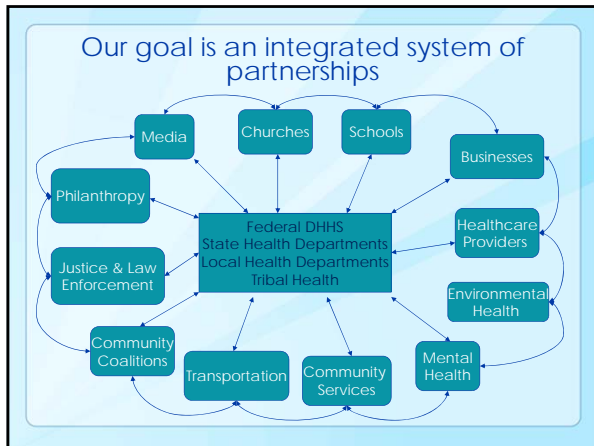 Our goal is an integrated system of
partnerships
Media
Churches
Schools
Businesses
Philanthropy
Federal DHHS
State Health Departments
Local Health Departments
Tribal Health
Healthcare
Providers
Justice & Law
Enforcement
Environmental
Health
Community
Coalitions
Transportation
Community
Services
Mental
Health